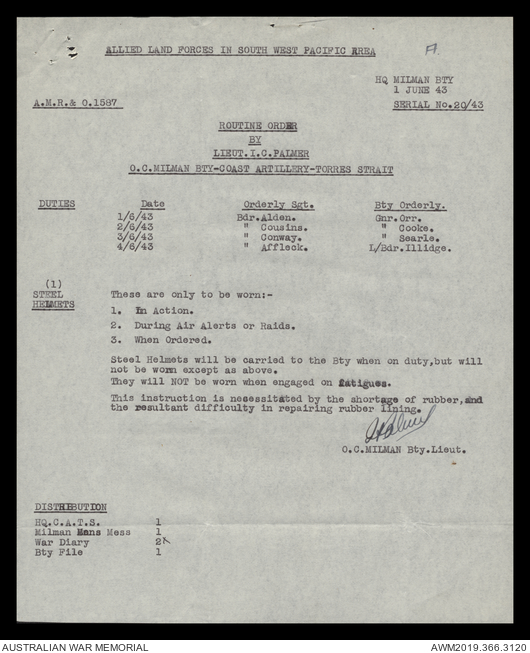 ALLIED LAND FORCES IN SOUTH WEST PACIFIC AREA
A.
HQ MILMAN BTY
1 JUNE 43
A.M.R.& O.1587
SERIAL No.20/43
ROUTINE ORDER
BY
LIEUT.I.C.PALMER
O.C.MILMAN BTY-COAST ARTILLERY-TORRES STRAIT
DUTIES Date Orderly Sgt. Bty Orderly.
1/6/43 Bdr.Alden. Gnr.Orr.
2/6/43 " Cousins. " Cooke.
3/6/43 " Conway. " Searle.
4/6/43 " Affleck. L/Bdr.Illidge.
(1)
STEEL HELMETS
These are only to be worn:-
1. In Action.
2. During Air Alerts or Raids.
3. When Ordered.
Steel Helmets will be carried to the Bty when on duty,but will
not be worn except as above.
They will NOT be worn when engaged on fatigues.
This instruction is necessitated by the shortage of rubber,and
the resultant difficulty in repairing rubber lining.
O.C.MILMAN Bty.Lieut.
DISTRIBUTION
HQ.C.A.T.S. 1
Milman Mens Mess 1
War Diary 2
Bty File 1
AUSTRALIAN WAR MEMORIAL
AWM2019.366.3120